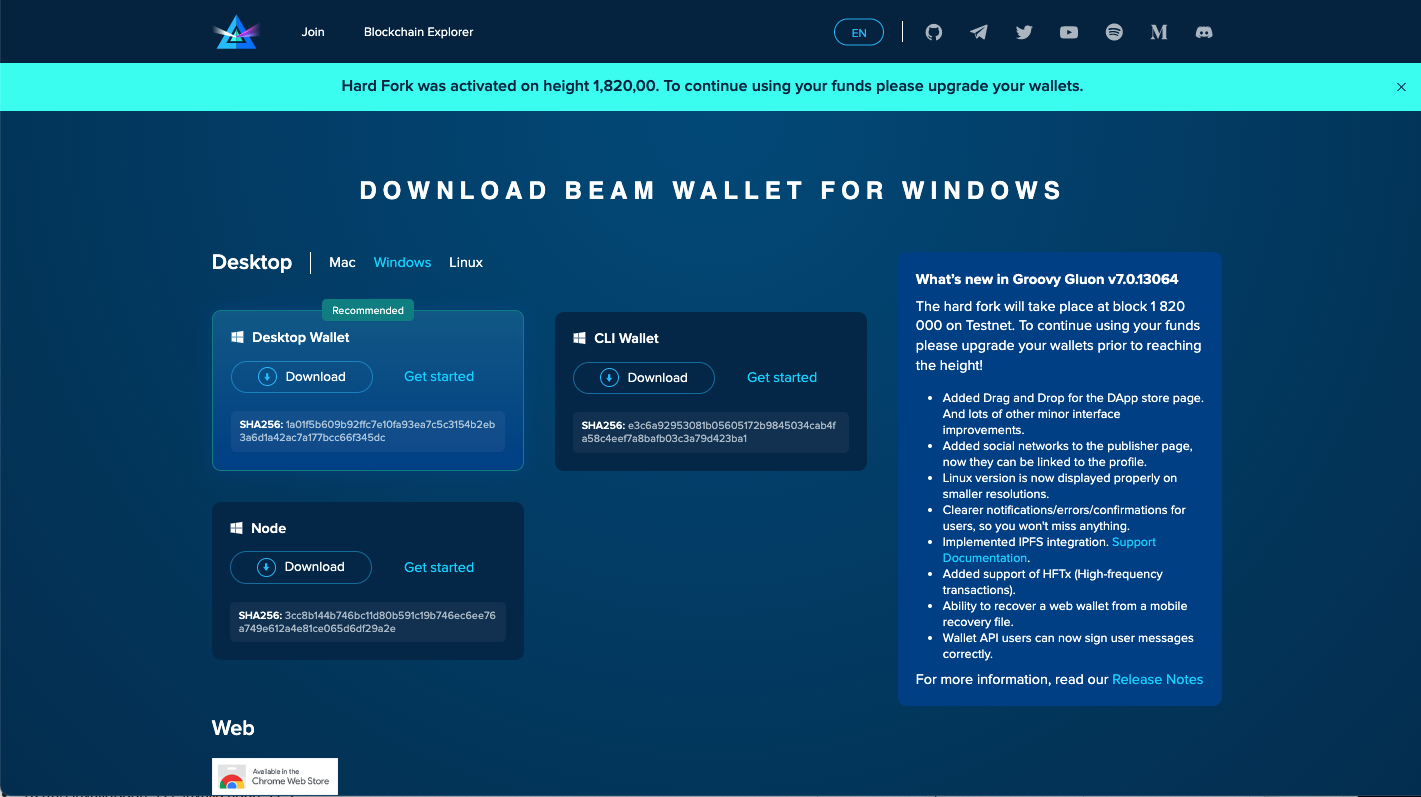 Join
Blockchain Explorer
EN
Hard Fork was activated on height 1,820,00. To continue using your funds please upgrade your wallets.
DOWNLOAD BEAM WALLET FOR WINDOWS
Desktop
Mac
Windows
Linux
Recommended
Desktop Wallet
Download
Get started
SHA256: 1a01f5b609b92ffc7e10fa93ea7c5c3154b2eb
3a6d1a42ac7a177bcc66f345dc
CLI Wallet
Download
Get started
SHA256: e3c6a92953081b05605172b9845034cab4f
a58c4eef7a8bafb03c3a79d423ba1
Node
Download
Get started
SHA256: 3cc8b144b746bc11d80b591c19b746ec6ee76
a749e612a4e81ce065d6df29a2e
What's new in Groovy Gluon v7.0.13064
The hard fork will take place at block 1 820
000 on Testnet. To continue using your funds
please upgrade your wallets prior to reaching
the height!
Added Drag and Drop for the DApp store page.
And lots of other minor interface
improvements.
Added social networks to the publisher page,
now they can be linked to the profile.
Linux version is now displayed properly on
smaller resolutions.
Clearer notifications/errors/confirmations for
users, so you won't miss anything.
Implemented IPFS integration. Support
Documentation.
Added support of HFTx (High-frequency
transactions).
Ability to recover a web wallet from a mobile
recovery file.
Wallet API users can now sign user messages
correctly.
For more information, read our Release Notes
Web
Available in the
Chrome Web Store